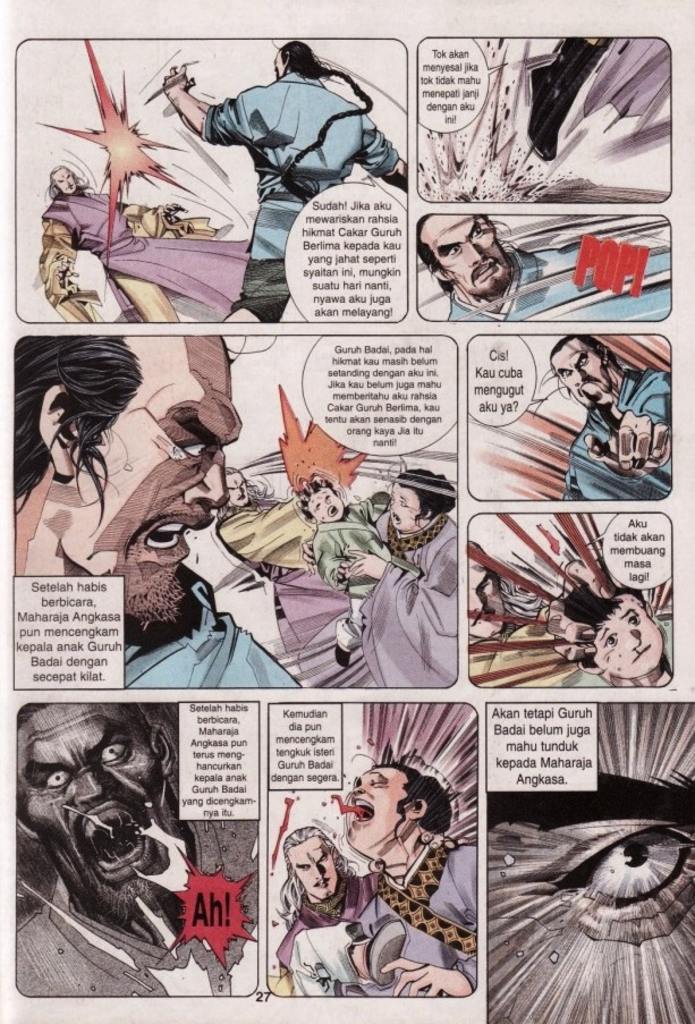 Sudah! Jika aku
mewariskan rahsia
hikmat Cakar Guruh
Berlima kepada kau
yang jahat seperti
syaitan ini, mungkin
suatu hari nanti,
nyawa aku juga
akan melayang!
Tok akan
menyesal jika
tok tidak mahu
menepati janji
dengan aku
ini!
POP!
Guruh Badai, pada hal
hikmat kau masih belum
setanding dengan aku ini.
Jika kau belum juga mahu
memberitahu aku rahsia
Cakar Guruh Berlima, kau
tentu akan senasib dengan
orang kaya Jia itu
nanti!
Setelah habis
berbicara,
Maharaja Angkasa
pun mencengkam
kepala anak Guruh
Badai dengan
secepat kilat.
Cis!
Kau cuba
mengugut
aku ya?
Aku
tidak akan
membuang
masa
lagi!
Setelah habis
berbicara,
Maharaja
Angkasa pun
terus meng-
hancurkan
kepala anak
Guruh Badai
yang dicengkam-
nya itu.
Ah!
Kemudian
dia pun
mencengkam
tengkuk isteri
Guruh Badai
dengan segera.
Akan tetapi Guruh
Badai belum juga
mahu tunduk
kepada Maharaja
Angkasa.
27